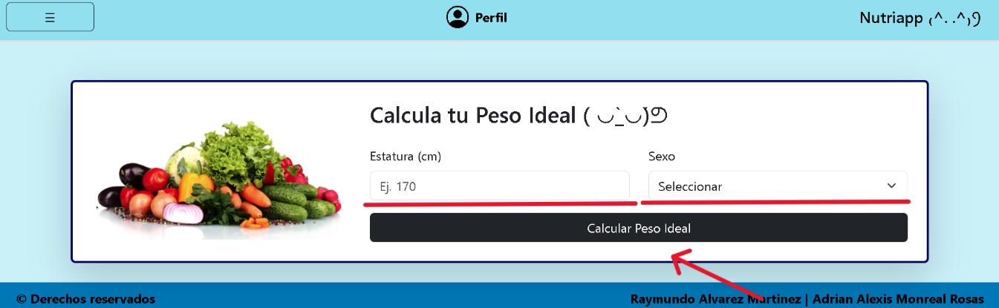 ☰
Perfil
Nutriapp ₍^. .^₎Ⳋ
Calcula tu Peso Ideal ( ◡̀_◡́)ᕤ
Estatura (cm)
Sexo
Ej. 170
Seleccionar
Calcular Peso Ideal
© Derechos reservados
Raymundo Alvarez Martinez | Adrian Alexis Monreal Rosas